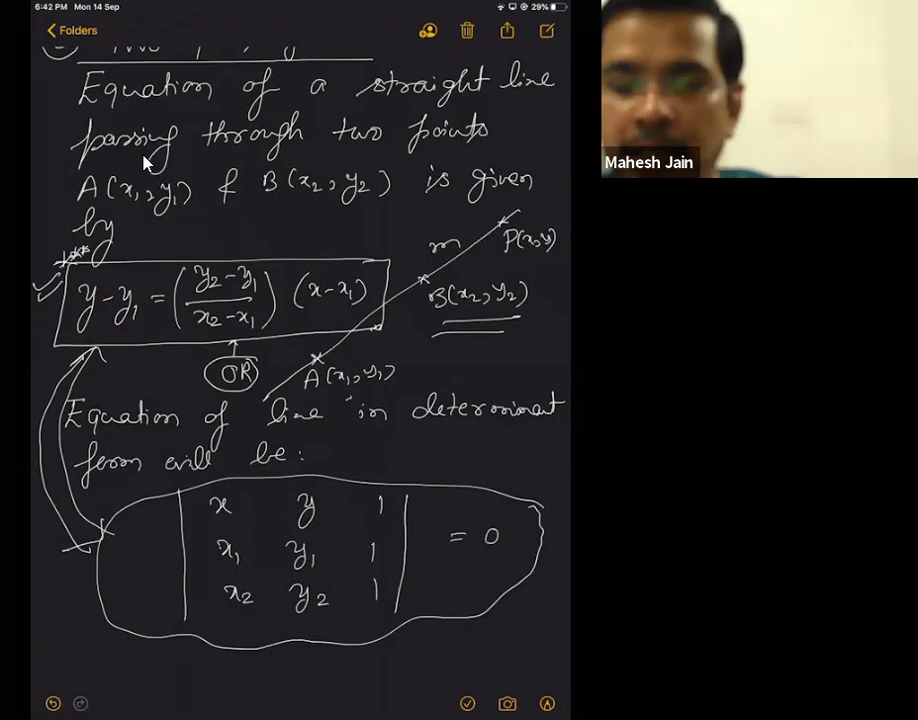 6:42 PM Mon 14 Sep
29%
Folders
Equation of a straight line
passing through two points
A(x₁, y₁) & B(x₂, y₂) is given
by
m
P(x, y)
y - y₁ = ( (y₂ - y₁) / (x₂ - x₁) ) (x - x₁)
B(x₂, y₂)
OR
A(x₁, y₁)
Equation of line in determinant
form will be:
| x y 1 |
| x₁ y₁ 1 | = 0
| x₂ y₂ 1 |
Mahesh Jain